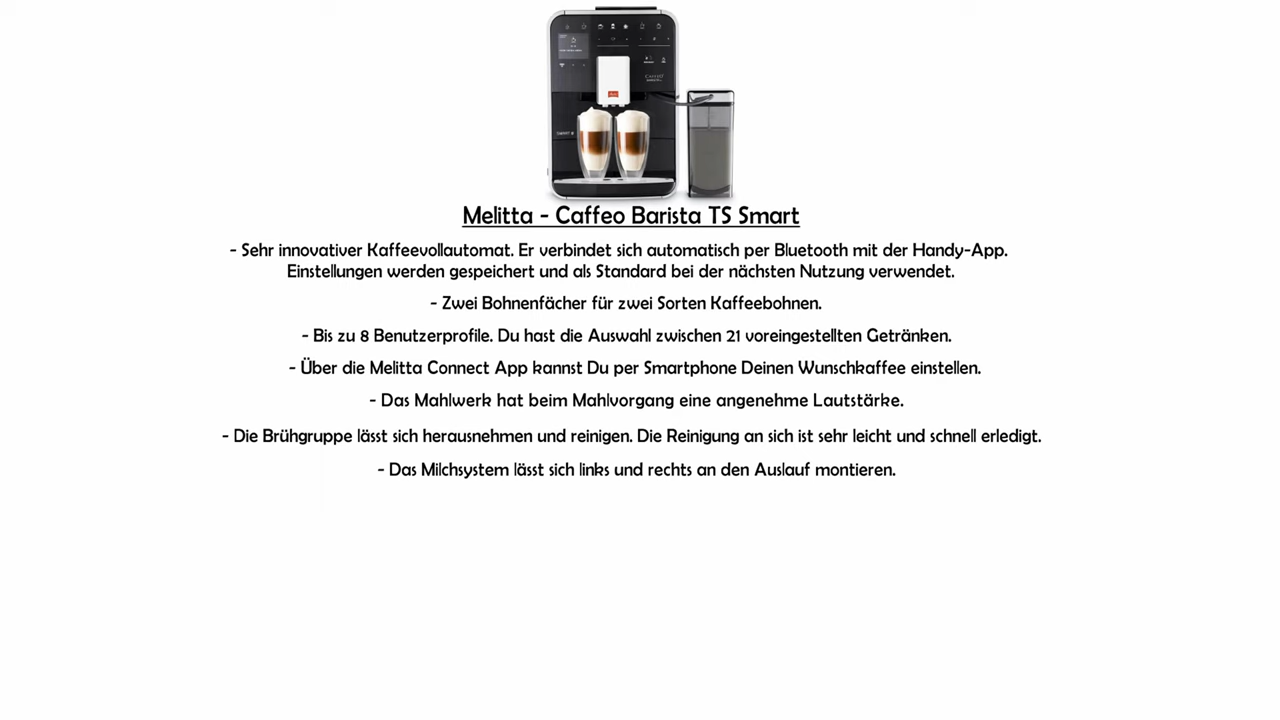 Melitta - Caffeo Barista TS Smart
- Sehr innovativer Kaffeevollautomat. Er verbindet sich automatisch per Bluetooth mit der Handy-App.
Einstellungen werden gespeichert und als Standard bei der nächsten Nutzung verwendet.
- Zwei Bohnenfächer für zwei Sorten Kaffeebohnen.
- Bis zu 8 Benutzerprofile. Du hast die Auswahl zwischen 21 voreingestellten Getränken.
- Über die Melitta Connect App kannst Du per Smartphone Deinen Wunschkaffee einstellen.
- Das Mahlwerk hat beim Mahlvorgang eine angenehme Lautstärke.
- Die Brühgruppe lässt sich herausnehmen und reinigen. Die Reinigung an sich ist sehr leicht und schnell erledigt.
- Das Milchsystem lässt sich links und rechts an den Auslauf montieren.